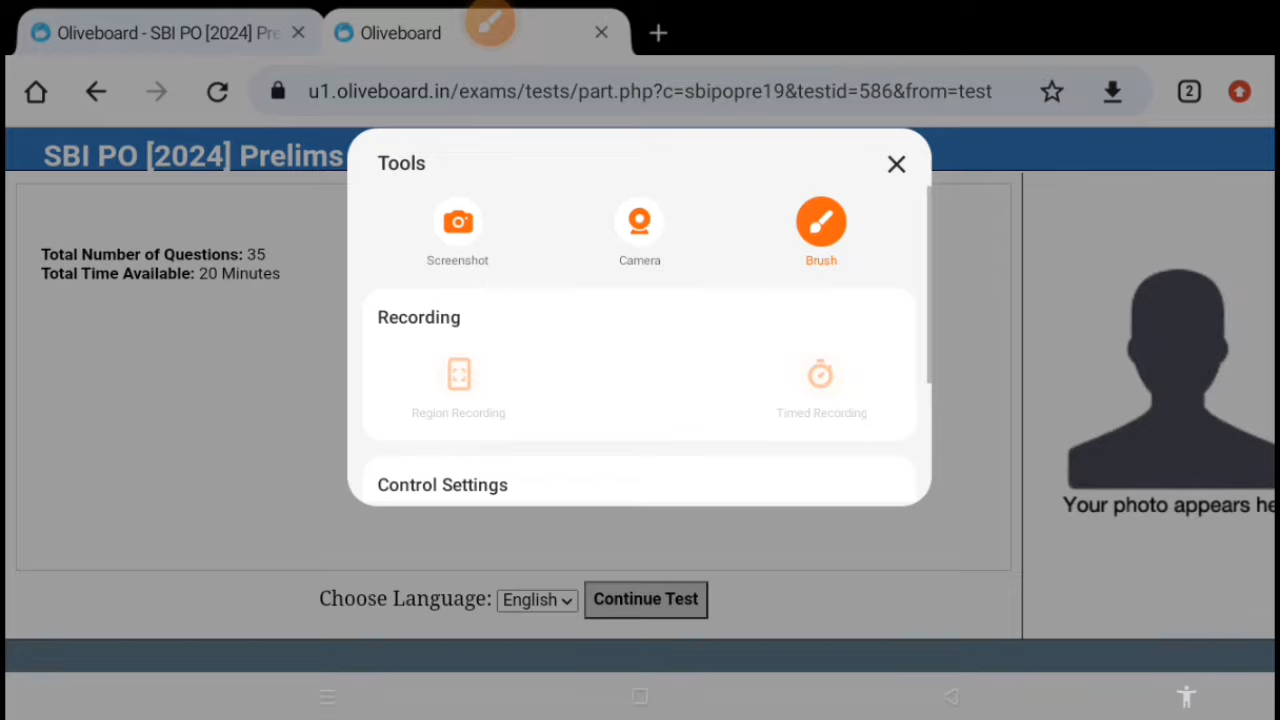 Oliveboard - SBI PO [2024] Pre
Oliveboard
u1.oliveboard.in/exams/tests/part.php?c=sbipopre19&testid=586&from=test
2
SBI PO [2024] Prelims
Tools
Screenshot
Camera
Brush
Total Number of Questions: 35
Total Time Available: 20 Minutes
Recording
Region Recording
Timed Recording
Control Settings
Your photo appears he
Choose Language: English Continue Test